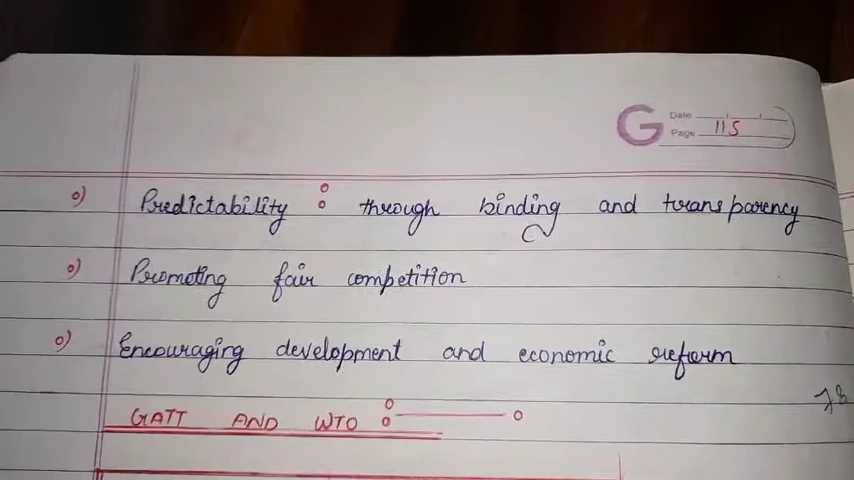 G Date
Page 115
o) Predictability : through binding and transparency
o) Promoting fair competition
o) Encouraging development and economic reform
GATT AND WTO :